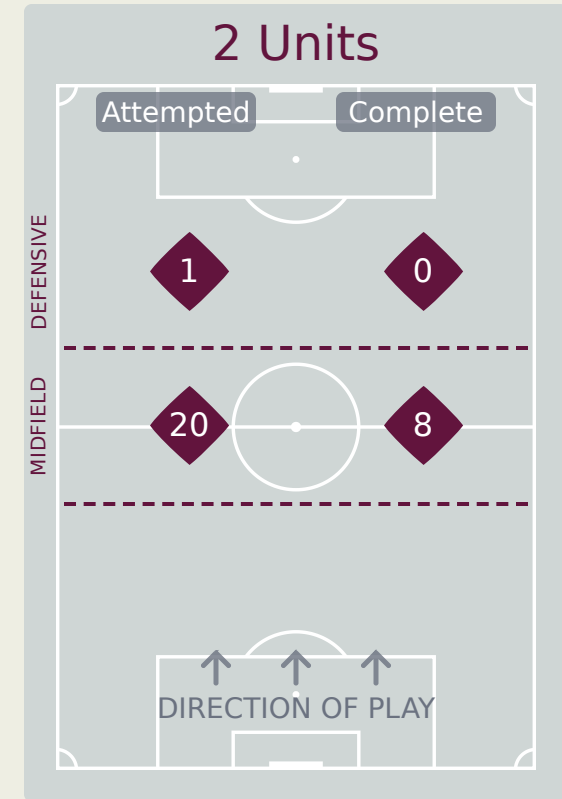 2 Units
Attempted
Complete
DEFENSIVE
1
0
MIDFIELD
20
8
DIRECTION OF PLAY